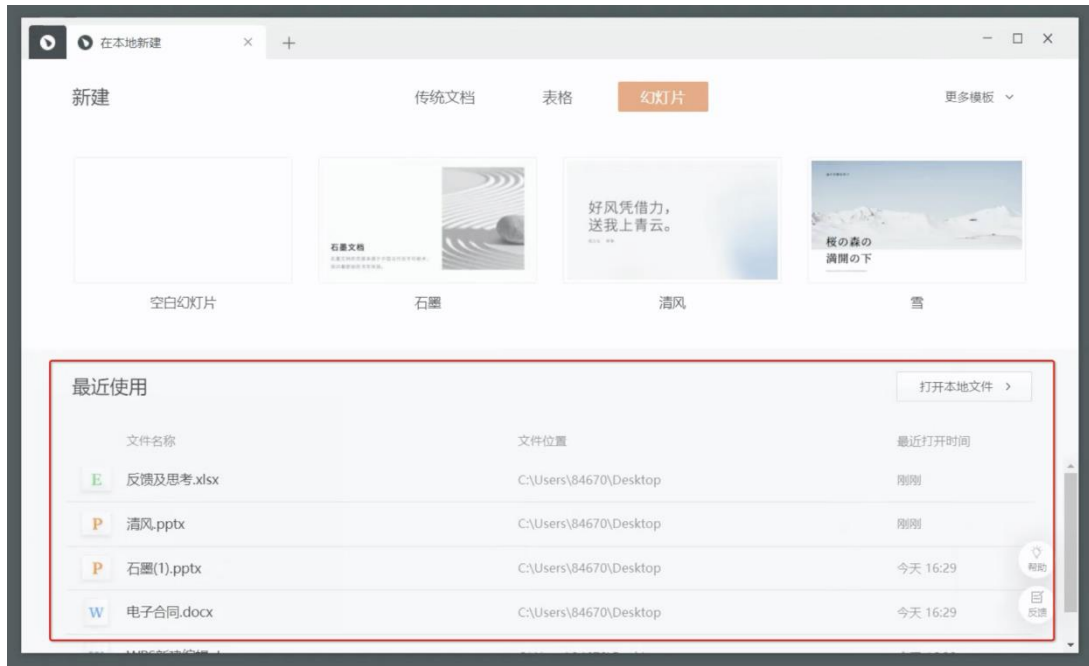 在本地新建
新建
传统文档
表格
幻灯片
更多模板
石墨文档
好风凭借力，
送我上青云。
桜の森の
満開の下
空白幻灯片
石墨
清风
雪
最近使用
打开本地文件
文件名称
文件位置
最近打开时间
E
反馈及思考.xlsx
C:\Users\84670\Desktop
刚刚
P
清风.pptx
C:\Users\84670\Desktop
刚刚
P
石墨(1).pptx
C:\Users\84670\Desktop
今天 16:29
帮助
W
电子合同.docx
C:\Users\84670\Desktop
今天 16:29
反馈